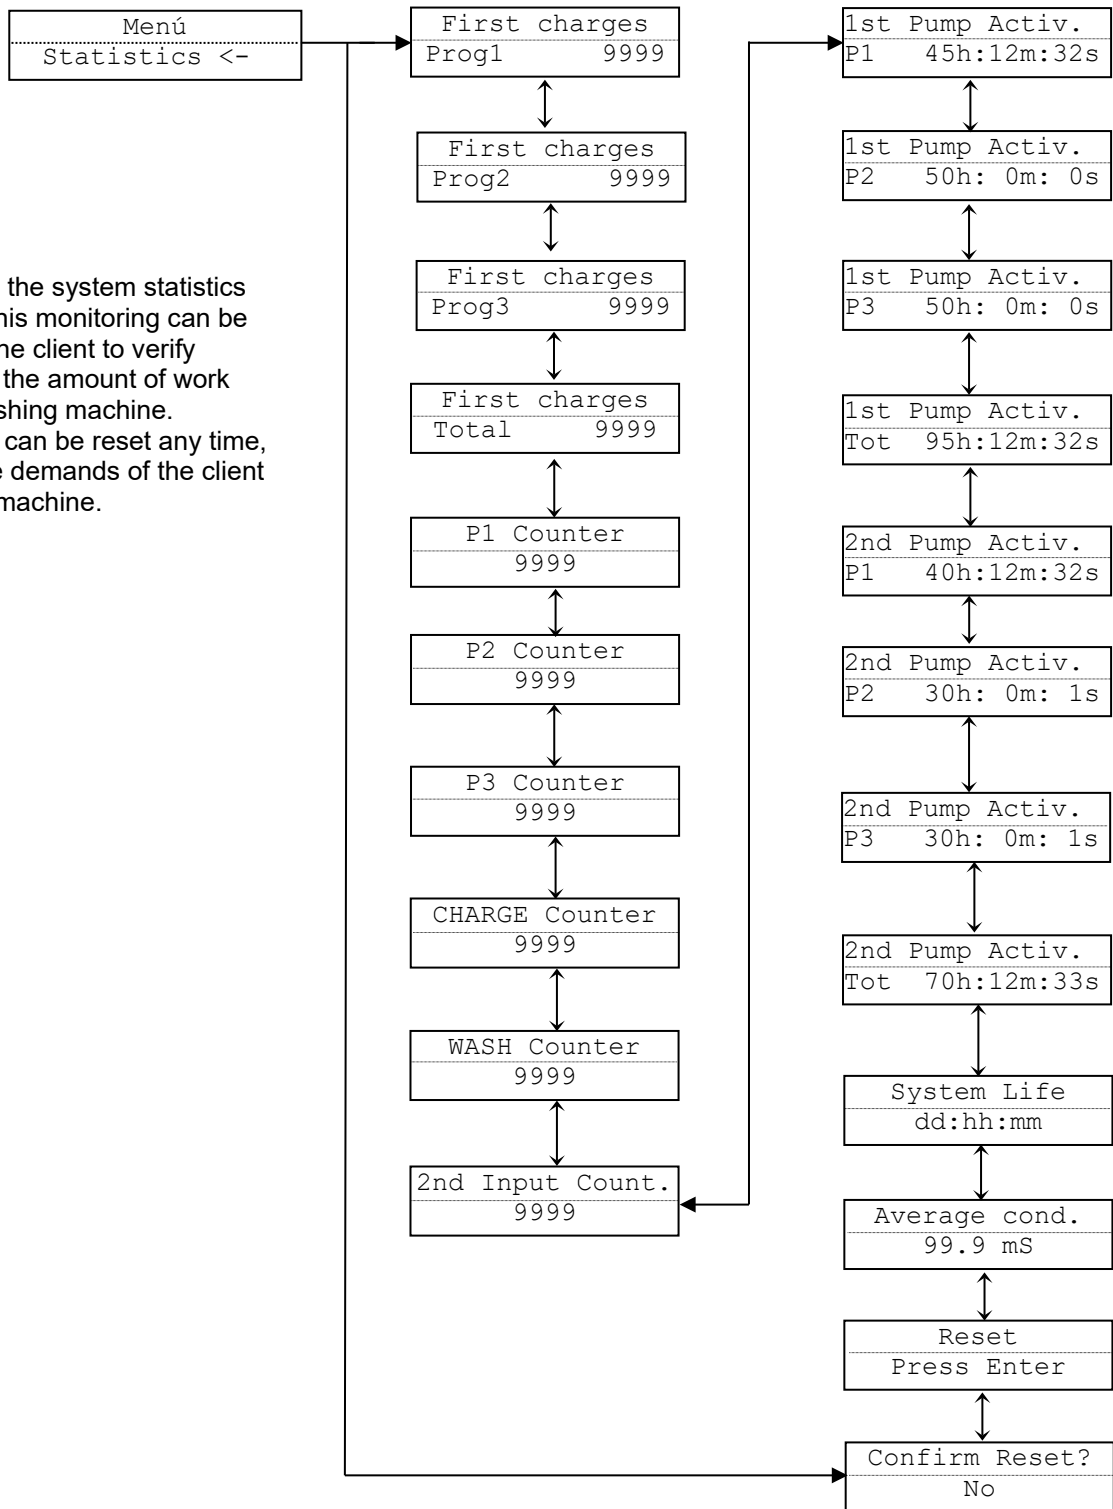 Menú
Statistics <-
the system statistics
his monitoring can be
he client to verify
the amount of work
shing machine.
can be reset any time,
e demands of the client
machine.
First charges
Prog1 9999
First charges
Prog2 9999
First charges
Prog3 9999
First charges
Total 9999
P1 Counter
9999
P2 Counter
9999
P3 Counter
9999
CHARGE Counter
9999
WASH Counter
9999
2nd Input Count.
9999
1st Pump Activ.
P1 45h:12m:32s
1st Pump Activ.
P2 50h: 0m: 0s
1st Pump Activ.
P3 50h: 0m: 0s
1st Pump Activ.
Tot 95h:12m:32s
2nd Pump Activ.
P1 40h:12m:32s
2nd Pump Activ.
P2 30h: 0m: 1s
2nd Pump Activ.
P3 30h: 0m: 1s
2nd Pump Activ.
Tot 70h:12m:33s
System Life
dd:hh:mm
Average cond.
99.9 mS
Reset
Press Enter
Confirm Reset?
No